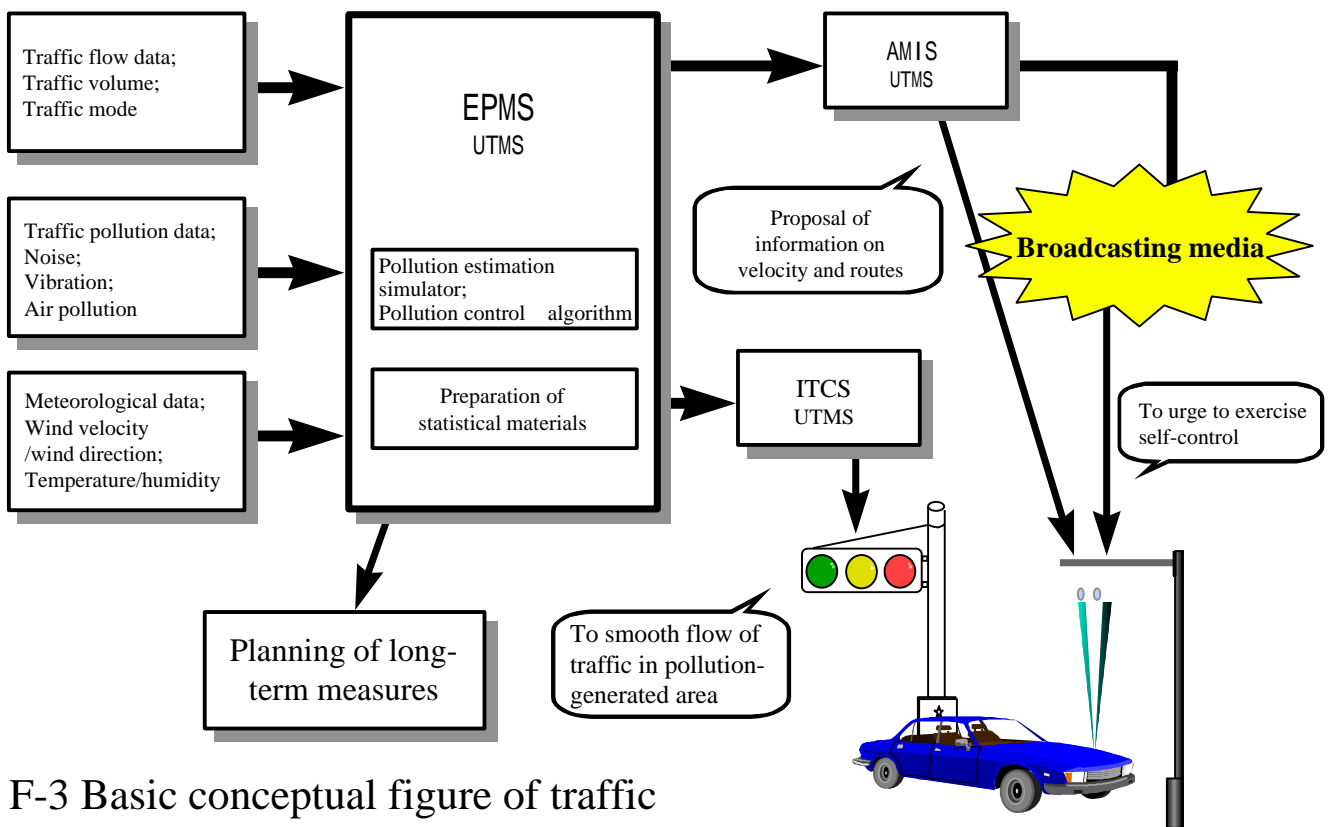 Traffic flow data;
Traffic volume;
Traffic mode
EPMS
UTMS
AMIS
UTMS
Proposal of
information on
velocity and routes
Broadcasting media
Traffic pollution data;
Noise;
Vibration;
Air pollution
Pollution estimation
simulator;
Pollution control algorithm
Preparation of
statistical materials
ITCS
UTMS
To urge to exercise
self-control
Meteorological data;
Wind velocity
/wind direction;
Temperature/humidity
Planning of long-
term measures
To smooth flow of
traffic in pollution-
generated area
F-3 Basic conceptual figure of traffic